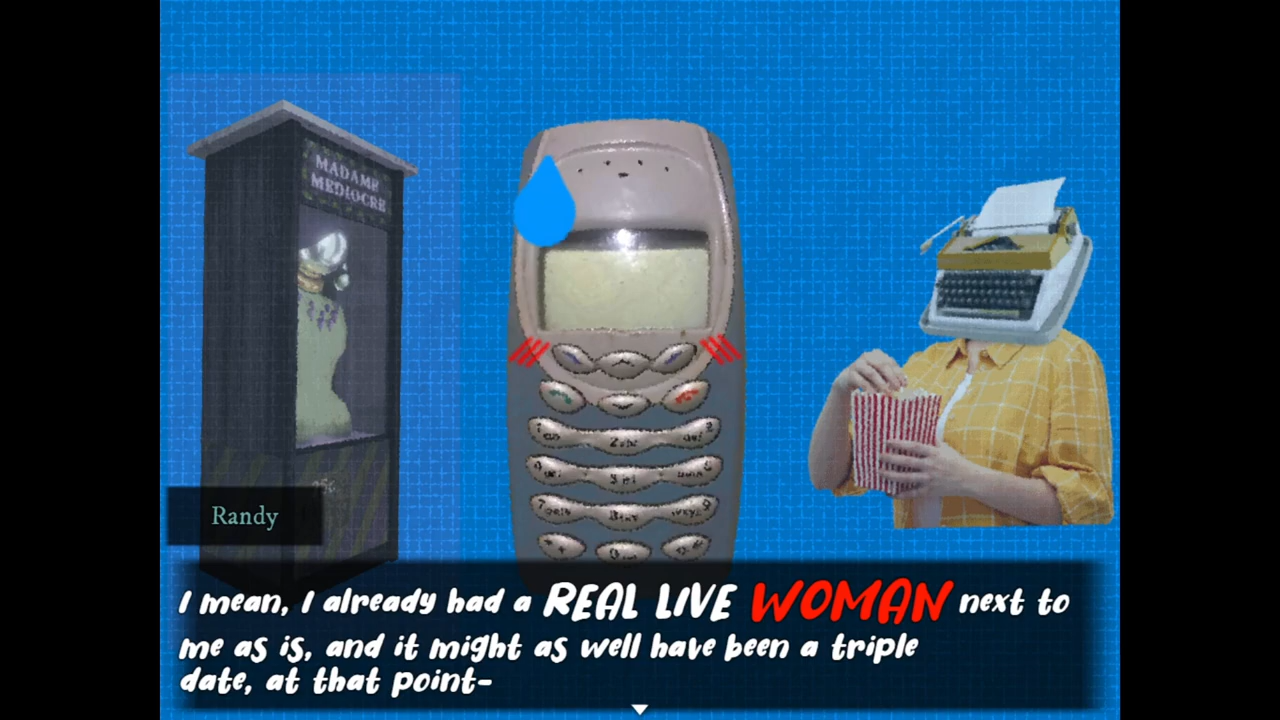 MADAME
MEDIOCRE
Randy
I mean, I already had a REAL LIVE WOMAN next to
me as is, and it might as well have been a triple
date, at that point-